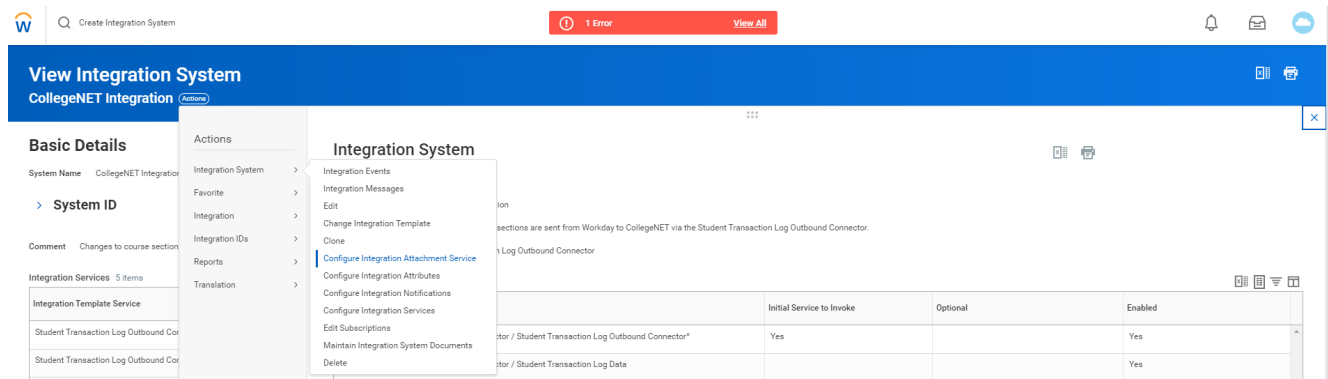 Create Integration System
1 Error View All
View Integration System
CollegeNET Integration Actions
Basic Details
System Name CollegeNET Integration
System ID
Comment Changes to course section
Integration Services 5 items
Integration Template Service
Student Transaction Log Outbound Cor
Student Transaction Log Outbound Cor
Actions
Integration System
Favorite
Integration
Integration IDs
Reports
Translation
Integration Events
Integration Messages
Edit
Change Integration Template
Clone
Configure Integration Attachment Service
Configure Integration Attributes
Configure Integration Notifications
Configure Integration Services
Edit Subscriptions
Maintain Integration System Documents
Delete
Integration System
ion
sections are sent from Workday to CollegeNET via the Student Transaction Log Outbound Connector.
n Log Outbound Connector
Initial Service to Invoke Optional Enabled
ctor / Student Transaction Log Outbound Connector* Yes Yes
ctor / Student Transaction Log Data Yes